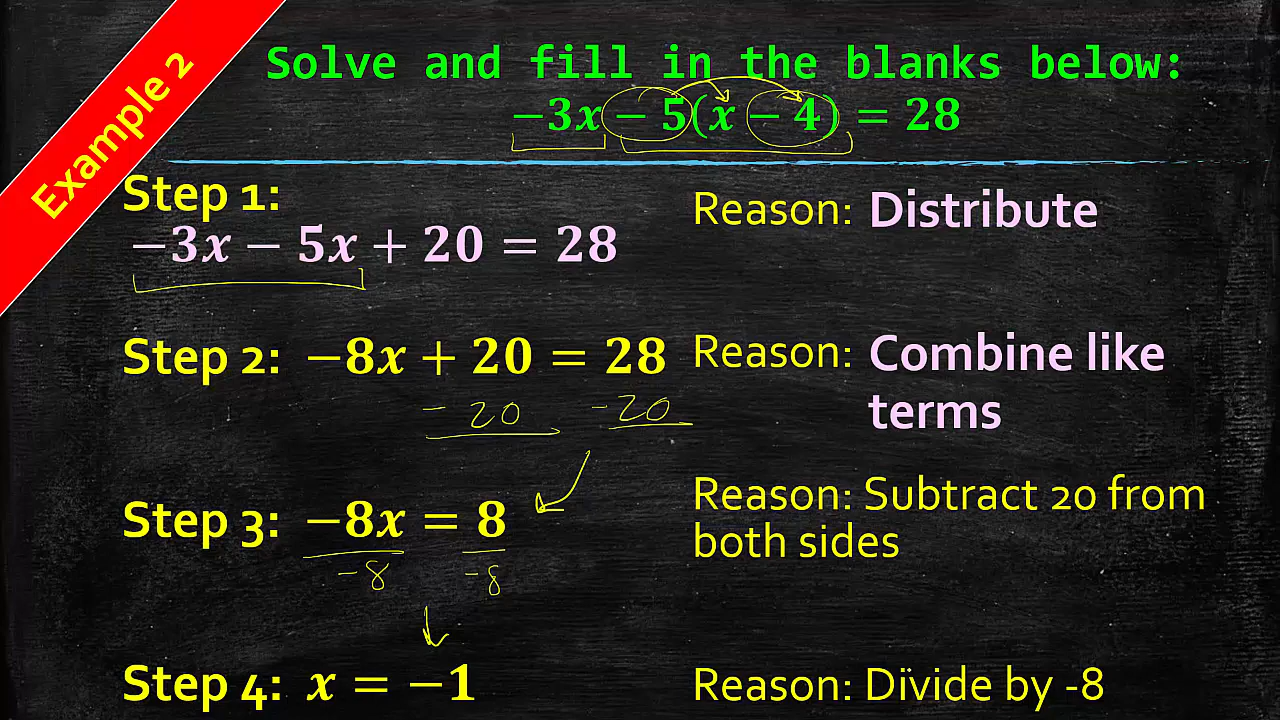 Example 2
Solve and fill in the blanks below:
−3x − 5(x − 4) = 28
Step 1:
Reason: Distribute
−3x − 5x + 20 = 28
Step 2: −8x + 20 = 28
Reason: Combine like
terms
− 20 −20
Step 3: −8x = 8
Reason: Subtract 20 from
both sides
−8 −8
Step 4: x = −1
Reason: Divide by -8